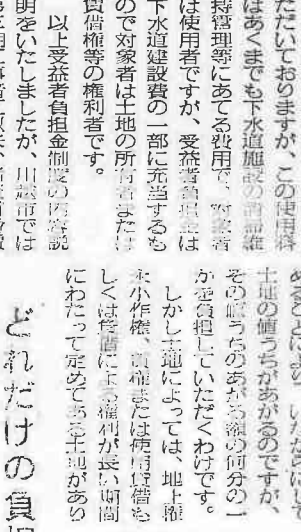 ただいておりますが、この使用料
はあくまでも下水道施設の
持管理等にあてる費用で、対象者
は使用者ですが、受益者負担金は
下水道建設費の一部に充当するも
ので対象者は土地の所有者または
賃借権等の権利者です。
以上受益者負担金制度の内容説
明をいたしましたが、川越市では
土地の値うちがあがるのですが、
その値うちのあがる額の何分の一
かを負担していただくわけです。
しかし土地によっては、地上権
永小作権、質権または使用貸借も
しくは賃借による権利が長い期間
にわたって定めてある土地があり
どれだけの負担